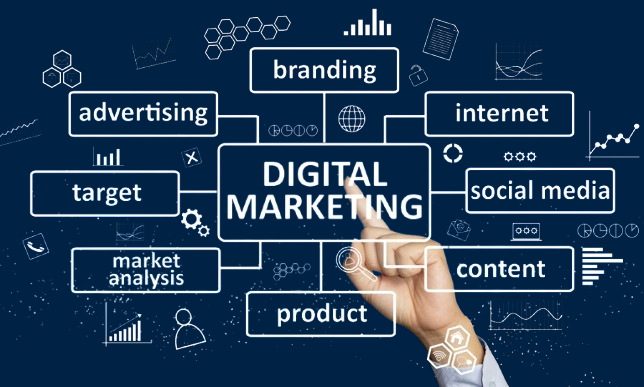 branding
advertising
internet
DIGITAL
MARKETING
target
social media
market
analysis
content
product